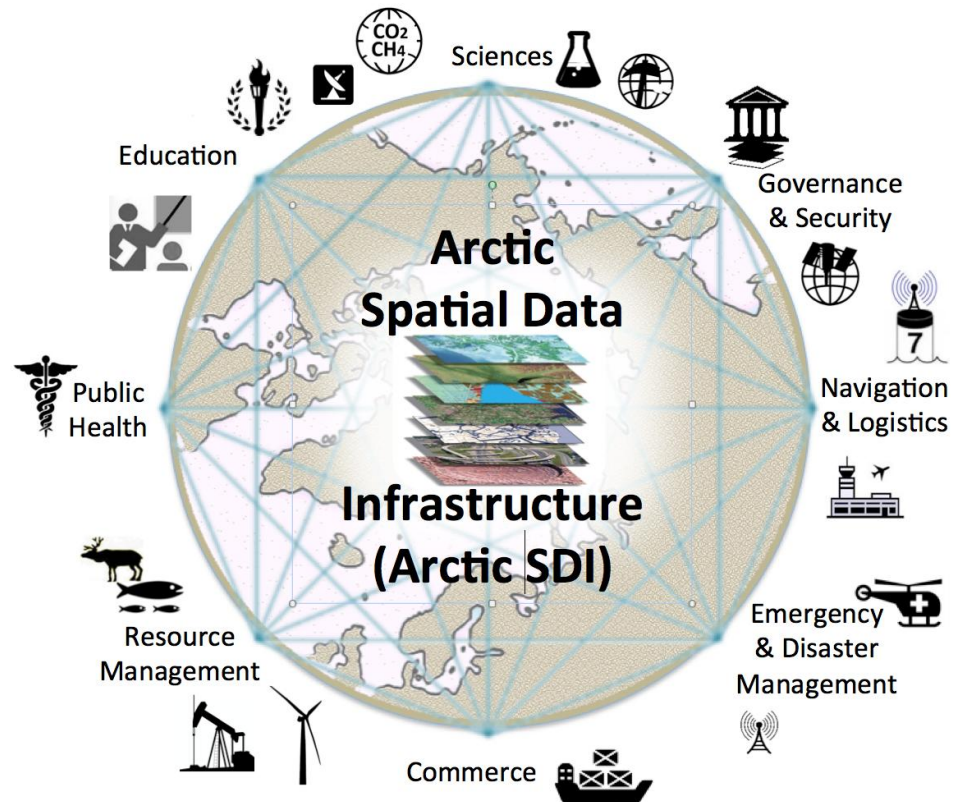 CO2
CH4
Sciences
Education
Governance
& Security
Arctic
Spatial Data
7
Public
Health
Navigation
& Logistics
Infrastructure
(Arctic SDI)
Resource
Management
Emergency
& Disaster
Management
Commerce